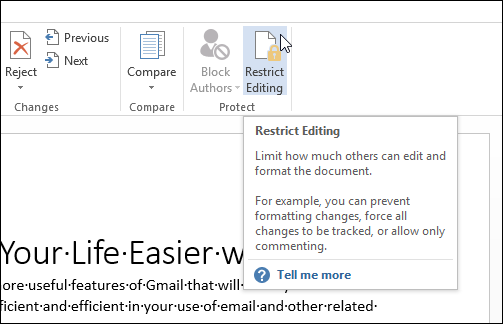 Previous
Next
Reject
Compare
Block
Authors
Restrict
Editing
Changes
Compare
Protect
Restrict Editing
Limit how much others can edit and
format the document.
For example, you can prevent
formatting changes, force all
changes to be tracked, or allow only
commenting.
? Tell me more
Your·Life·Easier·w
ore·useful·features·of·Gmail·that·will·
ficient·and·efficient·in·your·use·of·email·and·other·related·